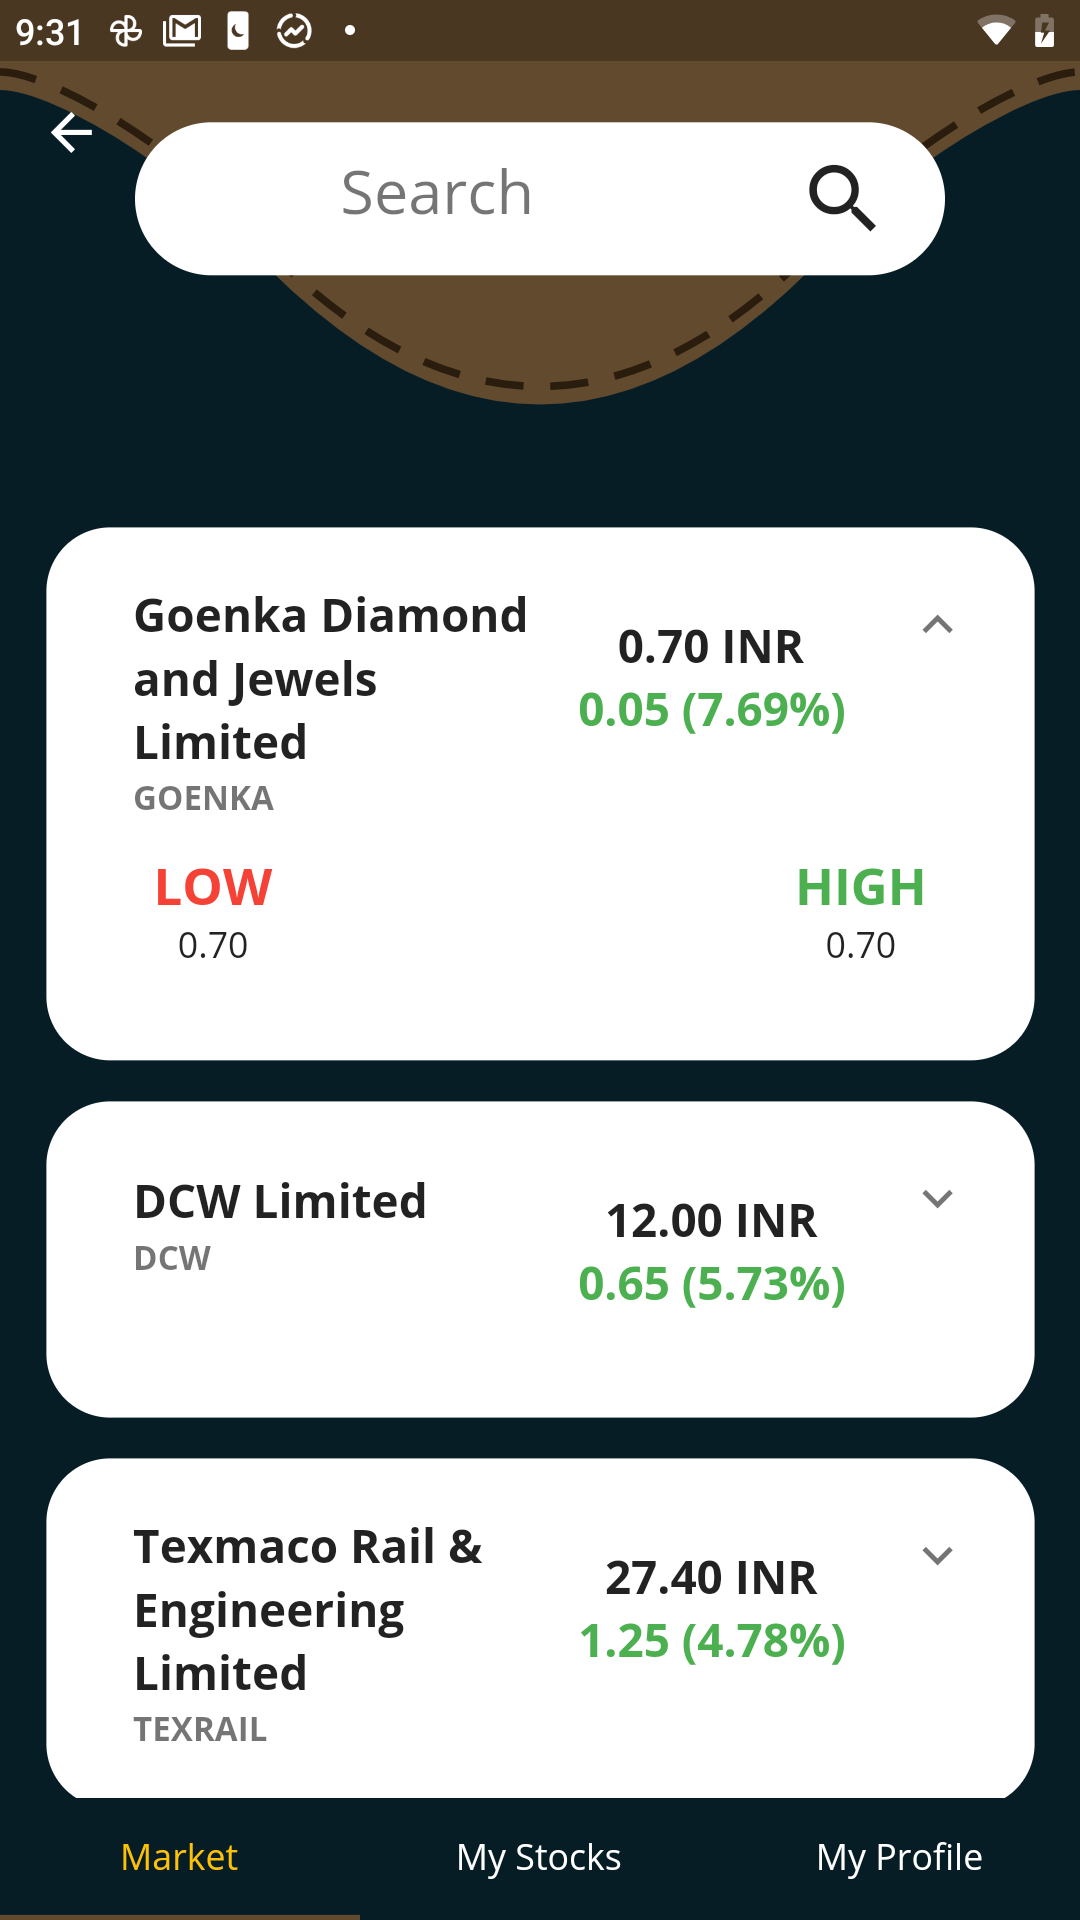 9:31
Search
Goenka Diamond
and Jewels
Limited
GOENKA
0.70 INR
0.05 (7.69%)
LOW
0.70
HIGH
0.70
DCW Limited
DCW
12.00 INR
0.65 (5.73%)
Texmaco Rail &
Engineering
Limited
TEXRAIL
27.40 INR
1.25 (4.78%)
Market
My Stocks
My Profile